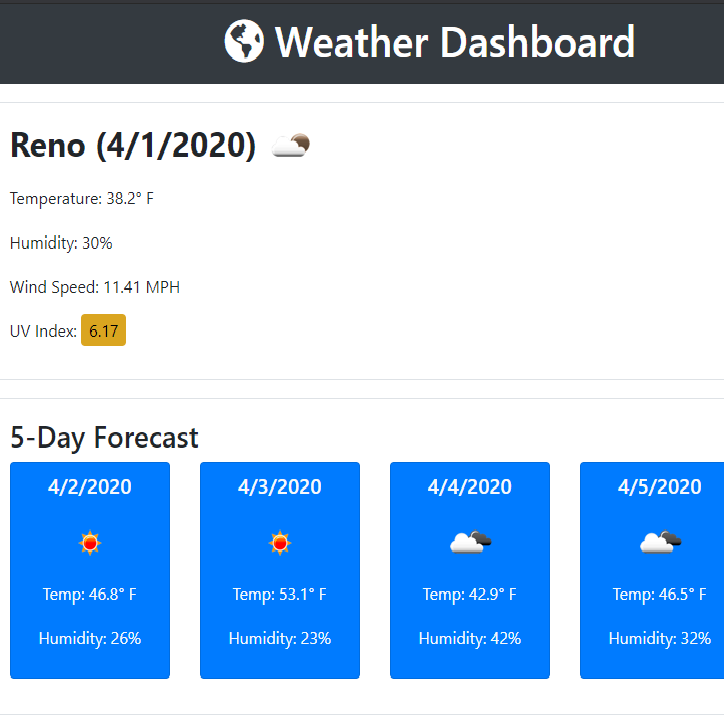 Weather Dashboard
Reno (4/1/2020)
Temperature: 38.2° F
Humidity: 30%
Wind Speed: 11.41 MPH
UV Index: 6.17
5-Day Forecast
4/2/2020
Temp: 46.8° F
Humidity: 26%
4/3/2020
Temp: 53.1° F
Humidity: 23%
4/4/2020
Temp: 42.9° F
Humidity: 42%
4/5/2020
Temp: 46.5° F
Humidity: 32%